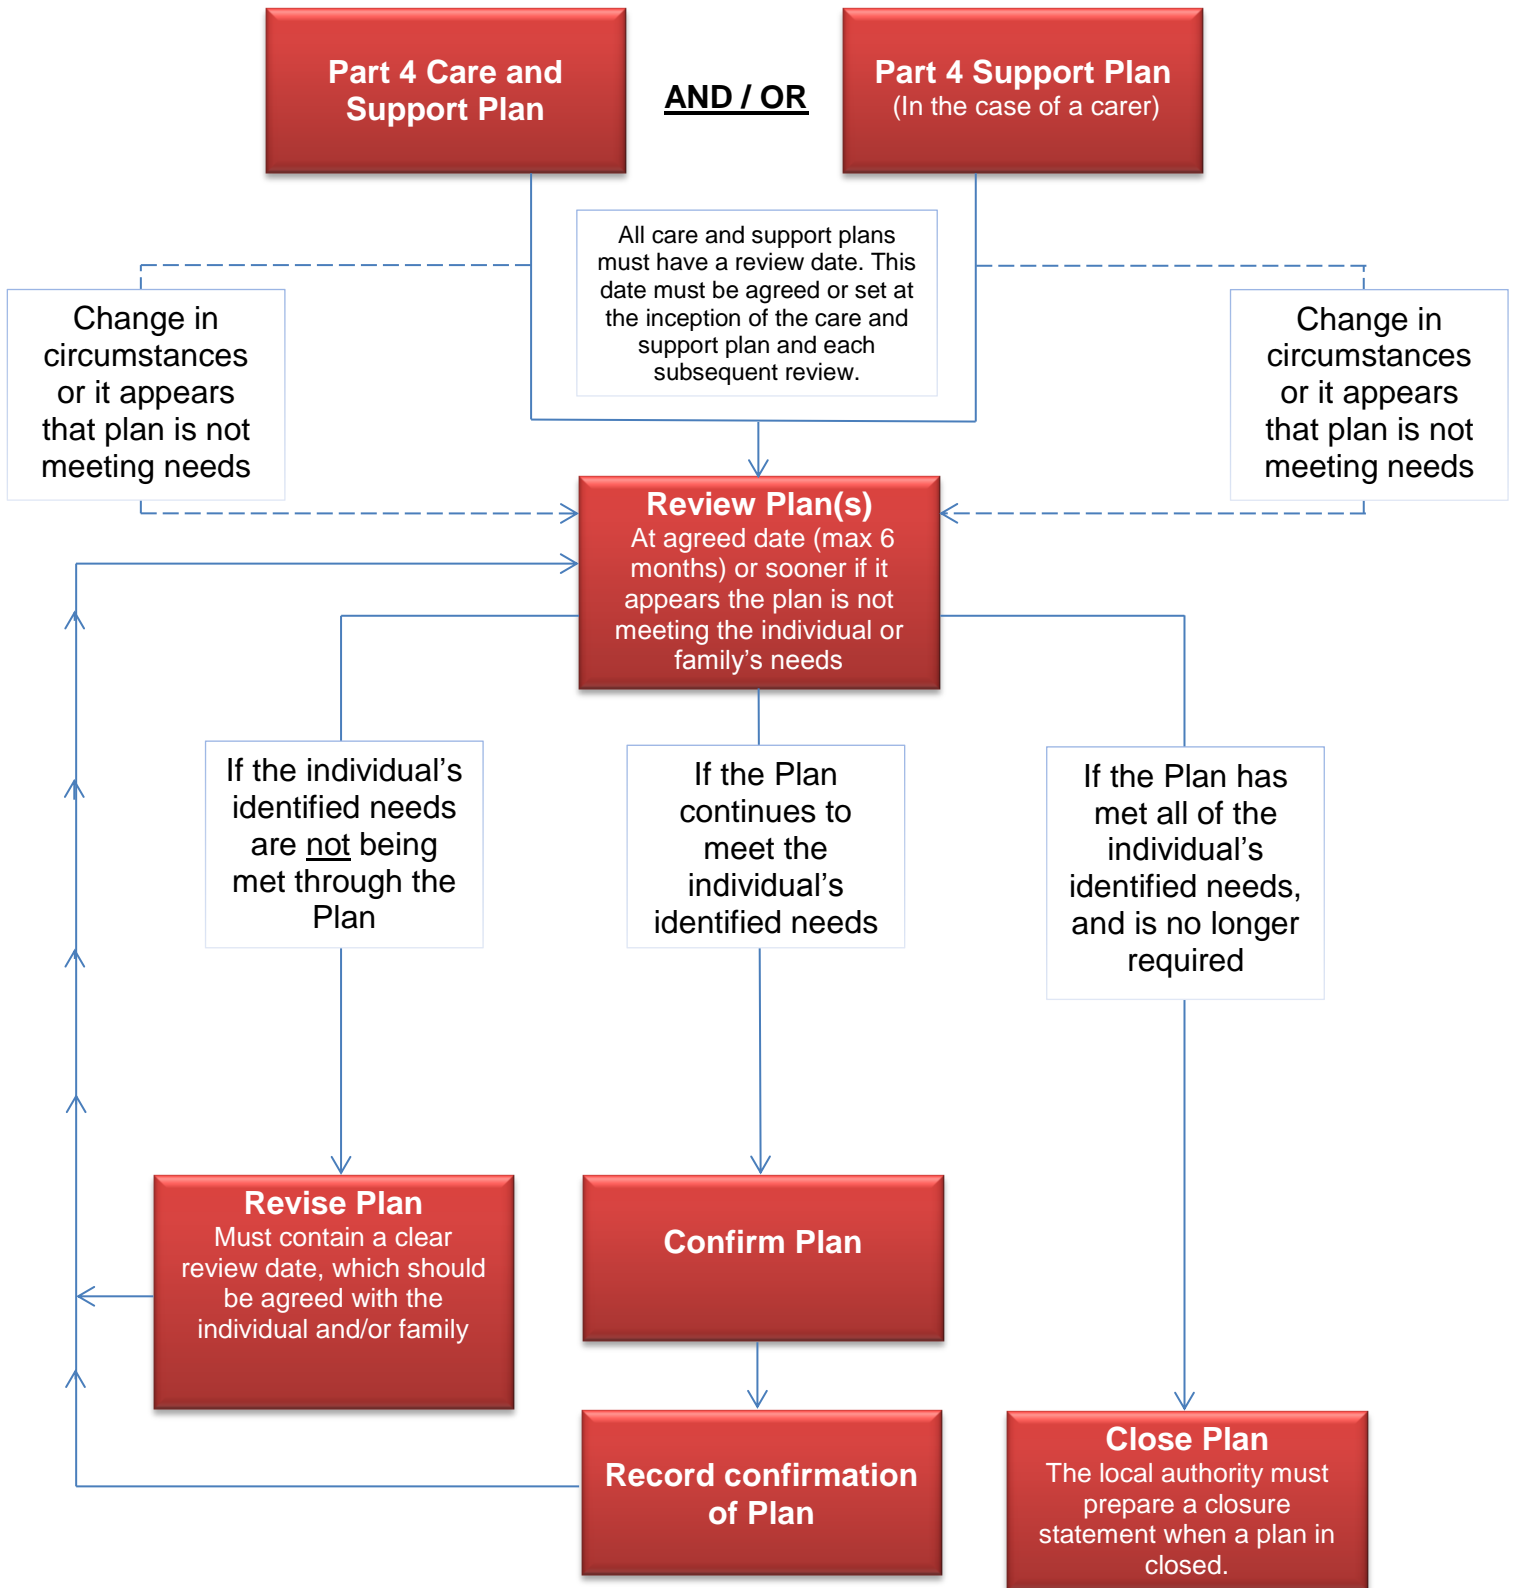 Part 4 Care and
Support Plan
AND / OR
Part 4 Support Plan
(In the case of a carer)
All care and support plans
must have a review date. This
date must be agreed or set at
the inception of the care and
support plan and each
subsequent review.
Change in
circumstances
or it appears
that plan is not
meeting needs
Change in
circumstances
or it appears
that plan is not
meeting needs
Review Plan(s)
At agreed date (max 6
months) or sooner if it
appears the plan is not
meeting the individual or
family’s needs
If the individual’s
identified needs
are not being
met through the
Plan
If the Plan
continues to
meet the
individual’s
identified needs
If the Plan has
met all of the
individual’s
identified needs,
and is no longer
required
Revise Plan
Must contain a clear
review date, which should
be agreed with the
individual and/or family
Confirm Plan
Record confirmation
of Plan
Close Plan
The local authority must
prepare a closure
statement when a plan in
closed.